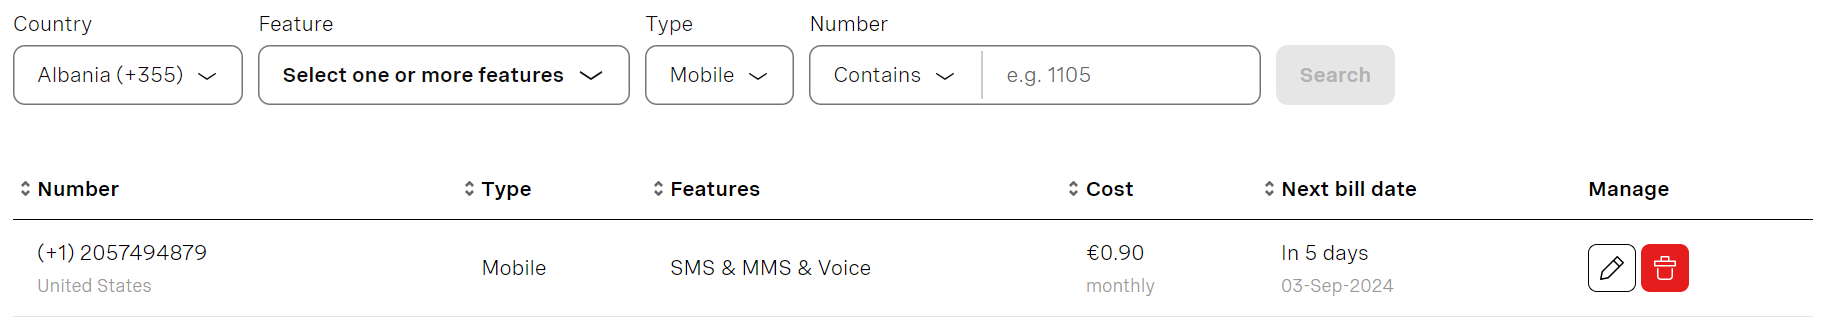 Country Feature Type Number
Albania (+355) Select one or more features Mobile Contains e.g. 1105 Search
Number Type Features Cost Next bill date Manage
(+1) 2057494879 Mobile SMS & MMS & Voice €0.90 In 5 days
United States monthly 03-Sep-2024